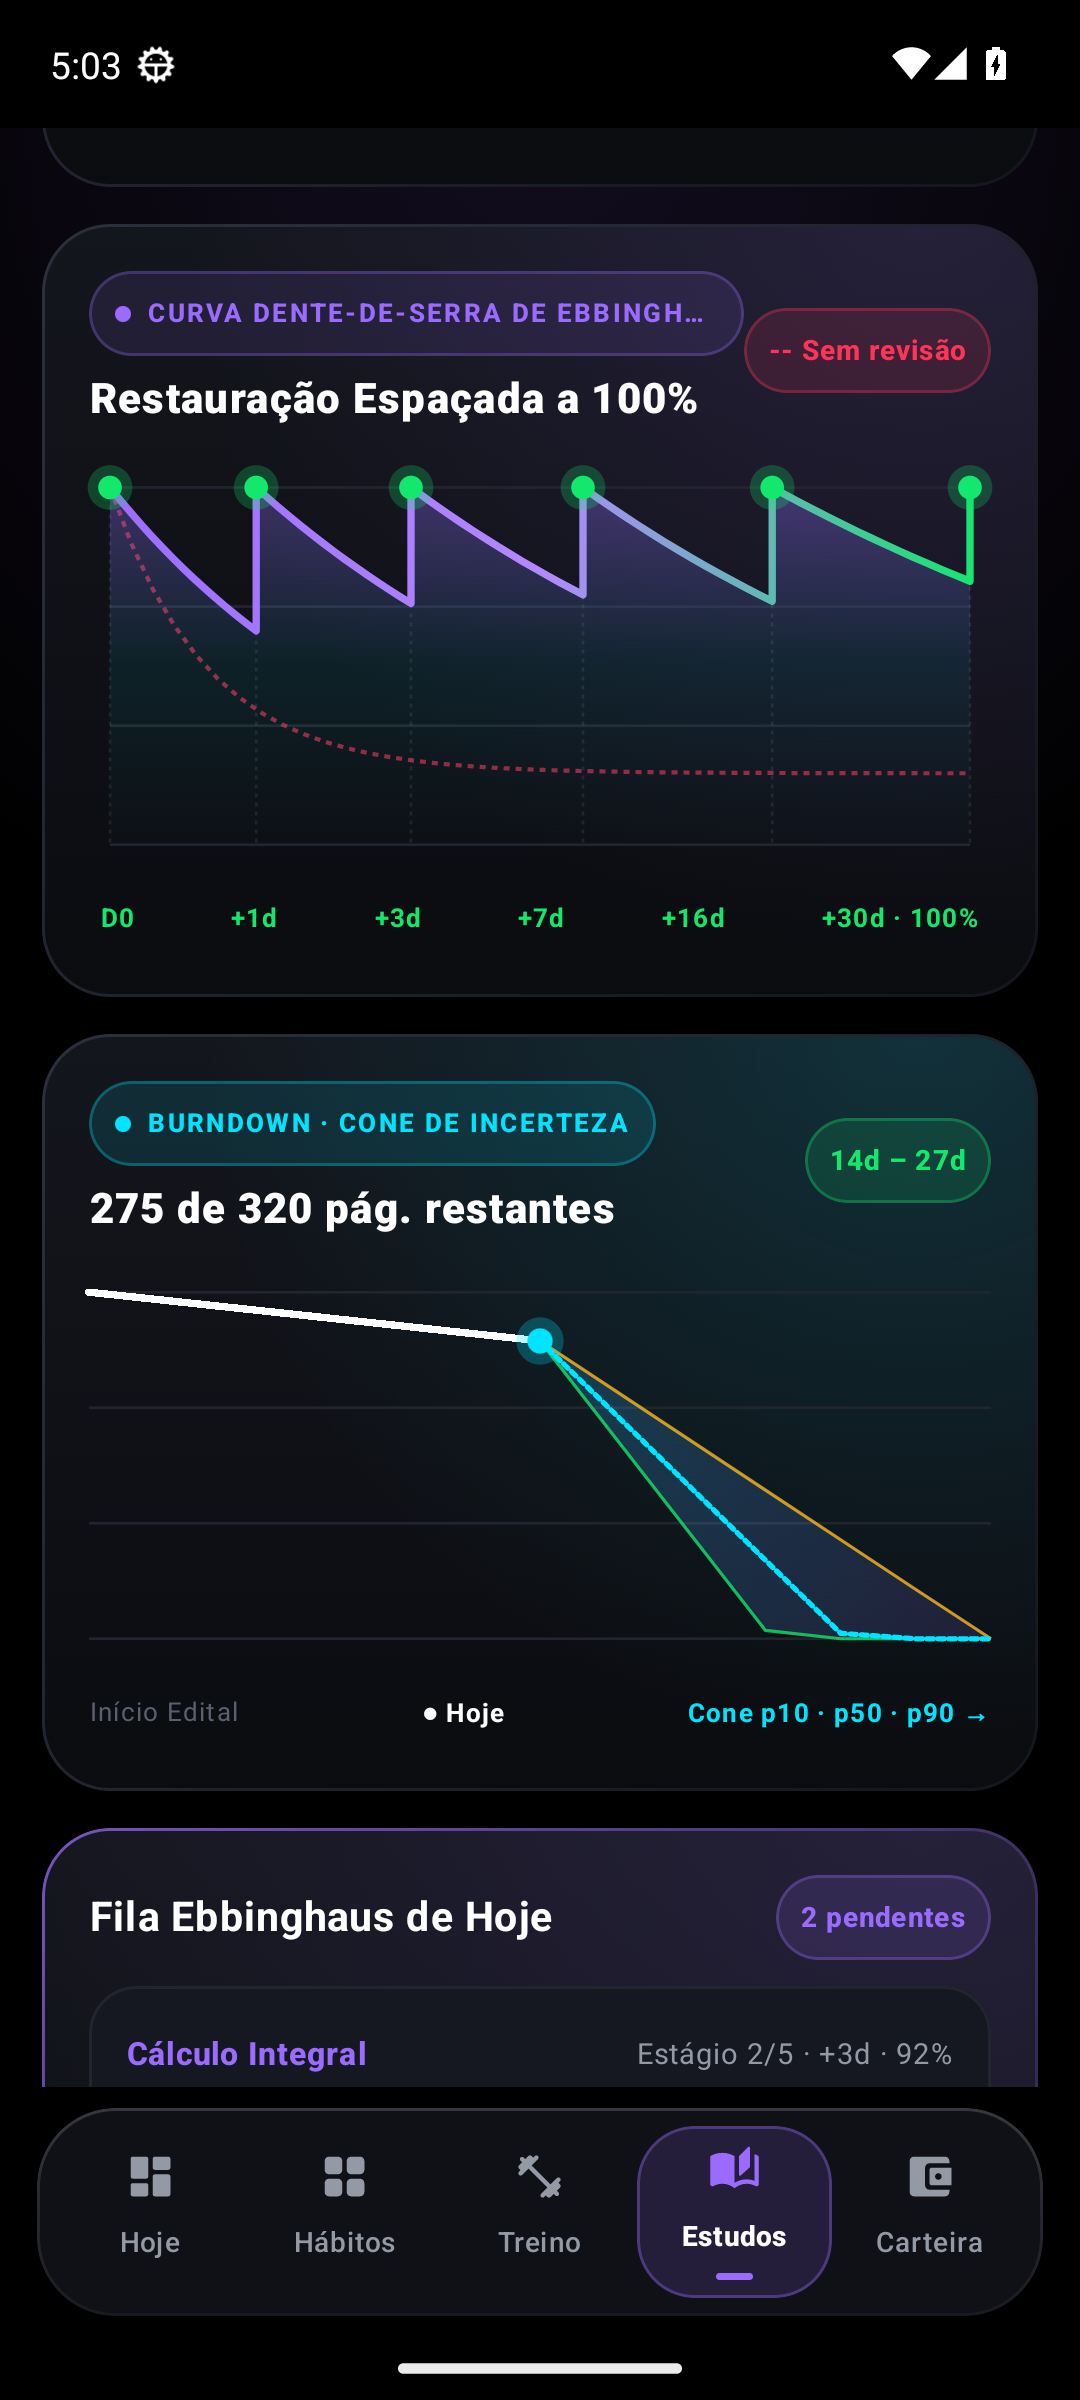 5:03
CURVA DENTE-DE-SERRA DE EBBINGH…
-- Sem revisão
Restauração Espaçada a 100%
D0 +1d +3d +7d +16d +30d · 100%
BURNDOWN · CONE DE INCERTEZA
14d – 27d
275 de 320 pág. restantes
Início Edital Hoje Cone p10 · p50 · p90 →
Fila Ebbinghaus de Hoje 2 pendentes
Cálculo Integral Estágio 2/5 · +3d · 92%
Hoje Hábitos Treino Estudos Carteira